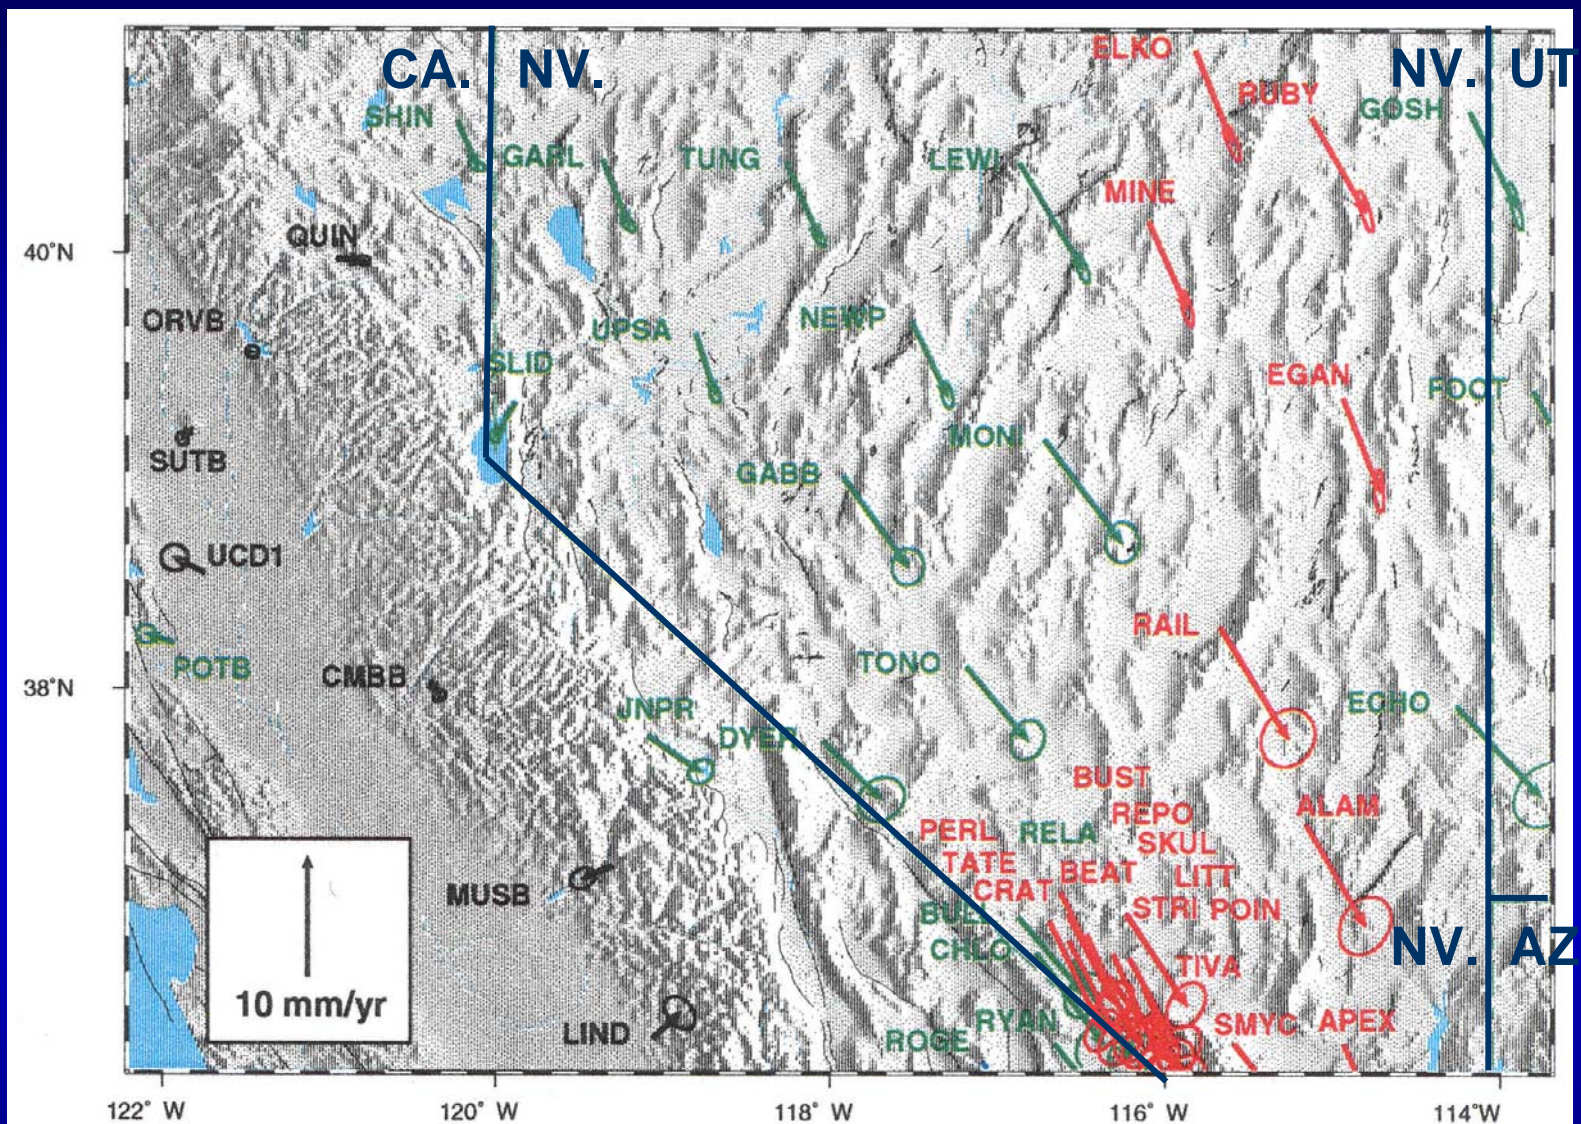 CA. NV.
ELKO
NV. UT
RUBY
GOSH
SHIN
GARL
TUNG
LEWI
MINE
QUIN
40°N
ORVB
UPSA
NEWP
SLID
EGAN
FOOT
SUTB
MONI
GABB
UCD1
RAIL
POTB
CMBB
TONO
38°N
ECHO
JNPR
DYER
BUST
ALAM
REPO
PERL
RELA
SKUL
TATE
BEAT
LITT
CRAT
MUSB
BULL
STRI
POIN
CHLO
NV. AZ
TIVA
10 mm/yr
LIND
RYAN
SMYC
APEX
ROGE
122° W
120° W
118° W
116°W
114°W